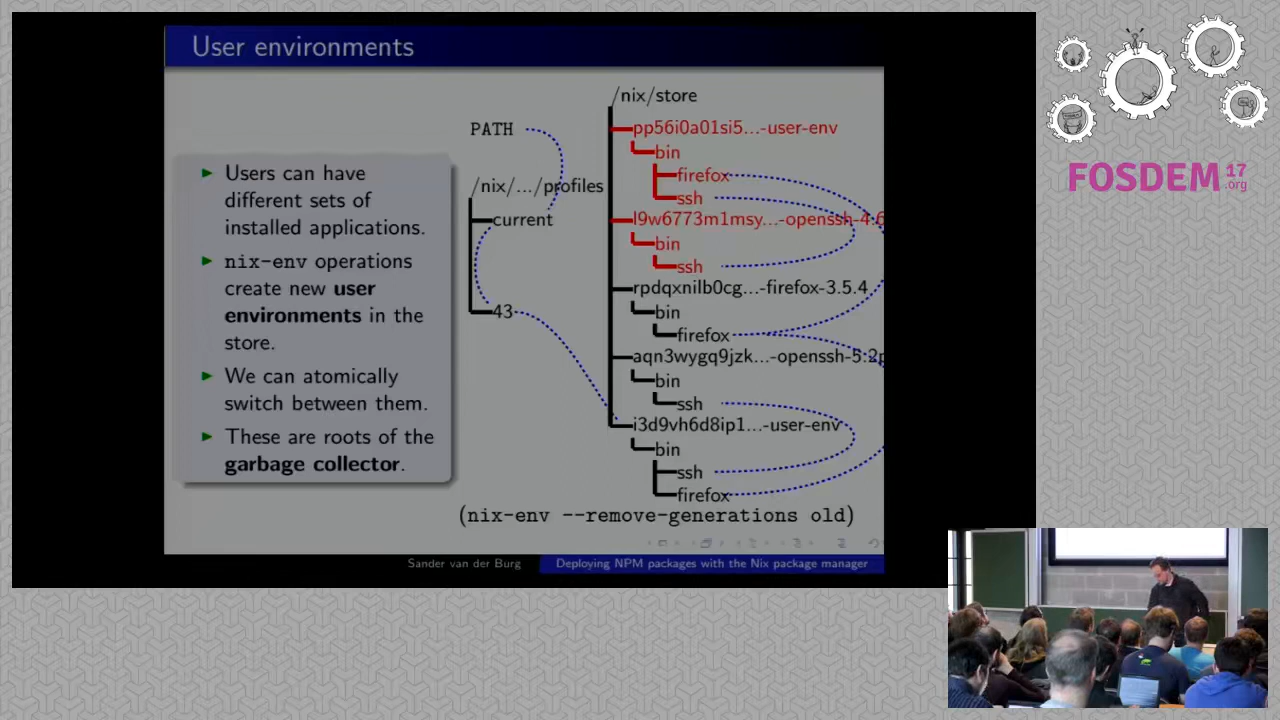 User environments
Users can have
different sets of
installed applications.
nix-env operations
create new user
environments in the
store.
We can atomically
switch between them.
These are roots of the
garbage collector.
PATH
/nix/.../profiles
current
43
/nix/store
pp56i0a01si5...-user-env
bin
firefox
ssh
l9w6773m1msy...-openssh-4.6
bin
ssh
rpdqxnilb0cg...-firefox-3.5.4
bin
firefox
aqn3wygq9jzk...-openssh-5.2p
bin
ssh
i3d9vh6d8ip1...-user-env
bin
ssh
firefox
(nix-env --remove-generations old)
Sander van der Burg
Deploying NPM packages with the Nix package manager
FOSDEM 17
.org